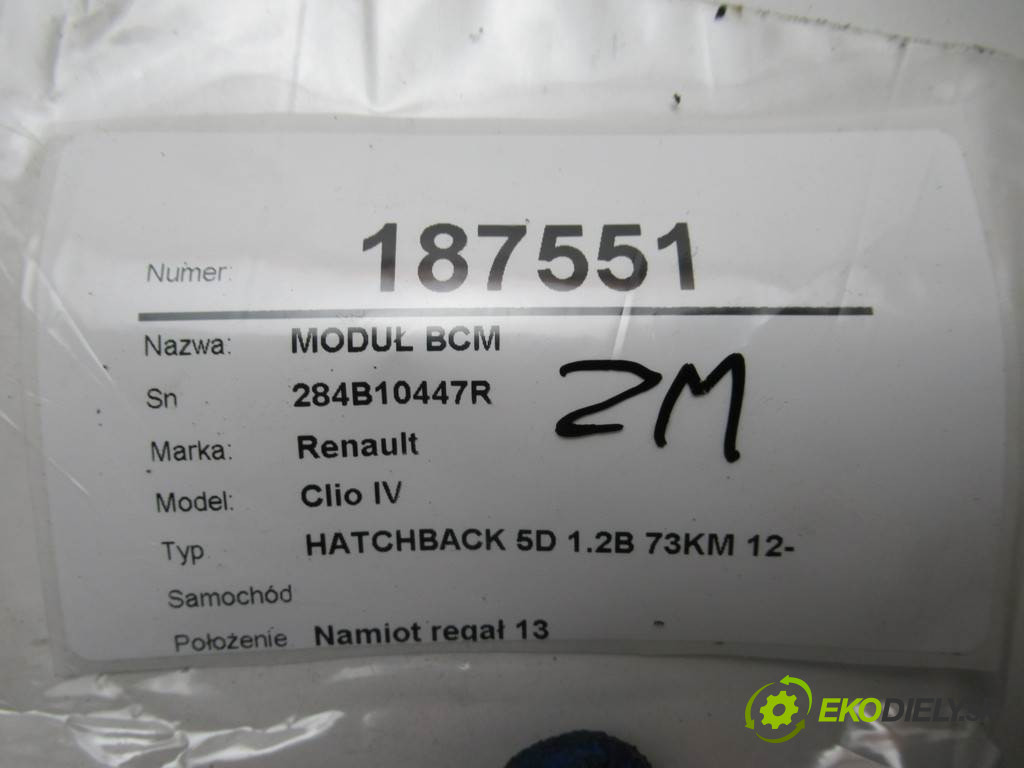 Numer: 187551
Nazwa: MODUŁ BCM
Sn 284B10447R
ZM
Marka: Renault
Model: Clio IV
Typ HATCHBACK 5D 1.2B 73KM 12-
Samochód
Położenie Namiot regał 13
EKODIELY.SK